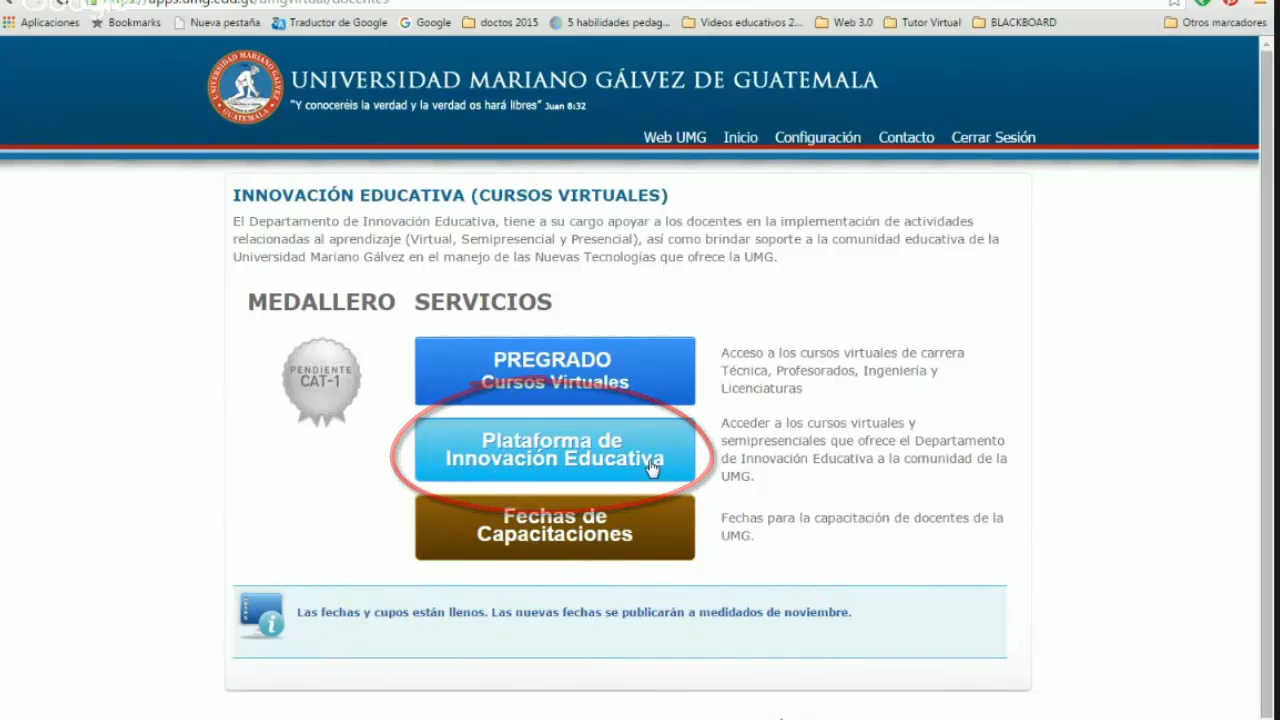 https://apps.umg.edu.gt/umgvirtual/docentes
Aplicaciones Bookmarks Nueva pestaña Traductor de Google Google doctos 2015 5 habilidades pedag... Videos educativos 2... Web 3.0 Tutor Virtual BLACKBOARD Otros marcadores
UNIVERSIDAD MARIANO GÁLVEZ DE GUATEMALA
"Y conoceréis la verdad y la verdad os hará libres" Juan 8:32
Web UMG Inicio Configuración Contacto Cerrar Sesión
INNOVACIÓN EDUCATIVA (CURSOS VIRTUALES)
El Departamento de Innovación Educativa, tiene a su cargo apoyar a los docentes en la implementación de actividades
relacionadas al aprendizaje (Virtual, Semipresencial y Presencial), así como brindar soporte a la comunidad educativa de la
Universidad Mariano Gálvez en el manejo de las Nuevas Tecnologías que ofrece la UMG.
MEDALLERO SERVICIOS
PENDIENTE
CAT-1
PREGRADO
Cursos Virtuales
Acceso a los cursos virtuales de carrera
Técnica, Profesorados, Ingeniería y
Licenciaturas
Plataforma de
Innovación Educativa
Acceder a los cursos virtuales y
semipresenciales que ofrece el Departamento
de Innovación Educativa a la comunidad de la
UMG.
Fechas de
Capacitaciones
Fechas para la capacitación de docentes de la
UMG.
Las fechas y cupos están llenos. Las nuevas fechas se publicarán a medidados de noviembre.